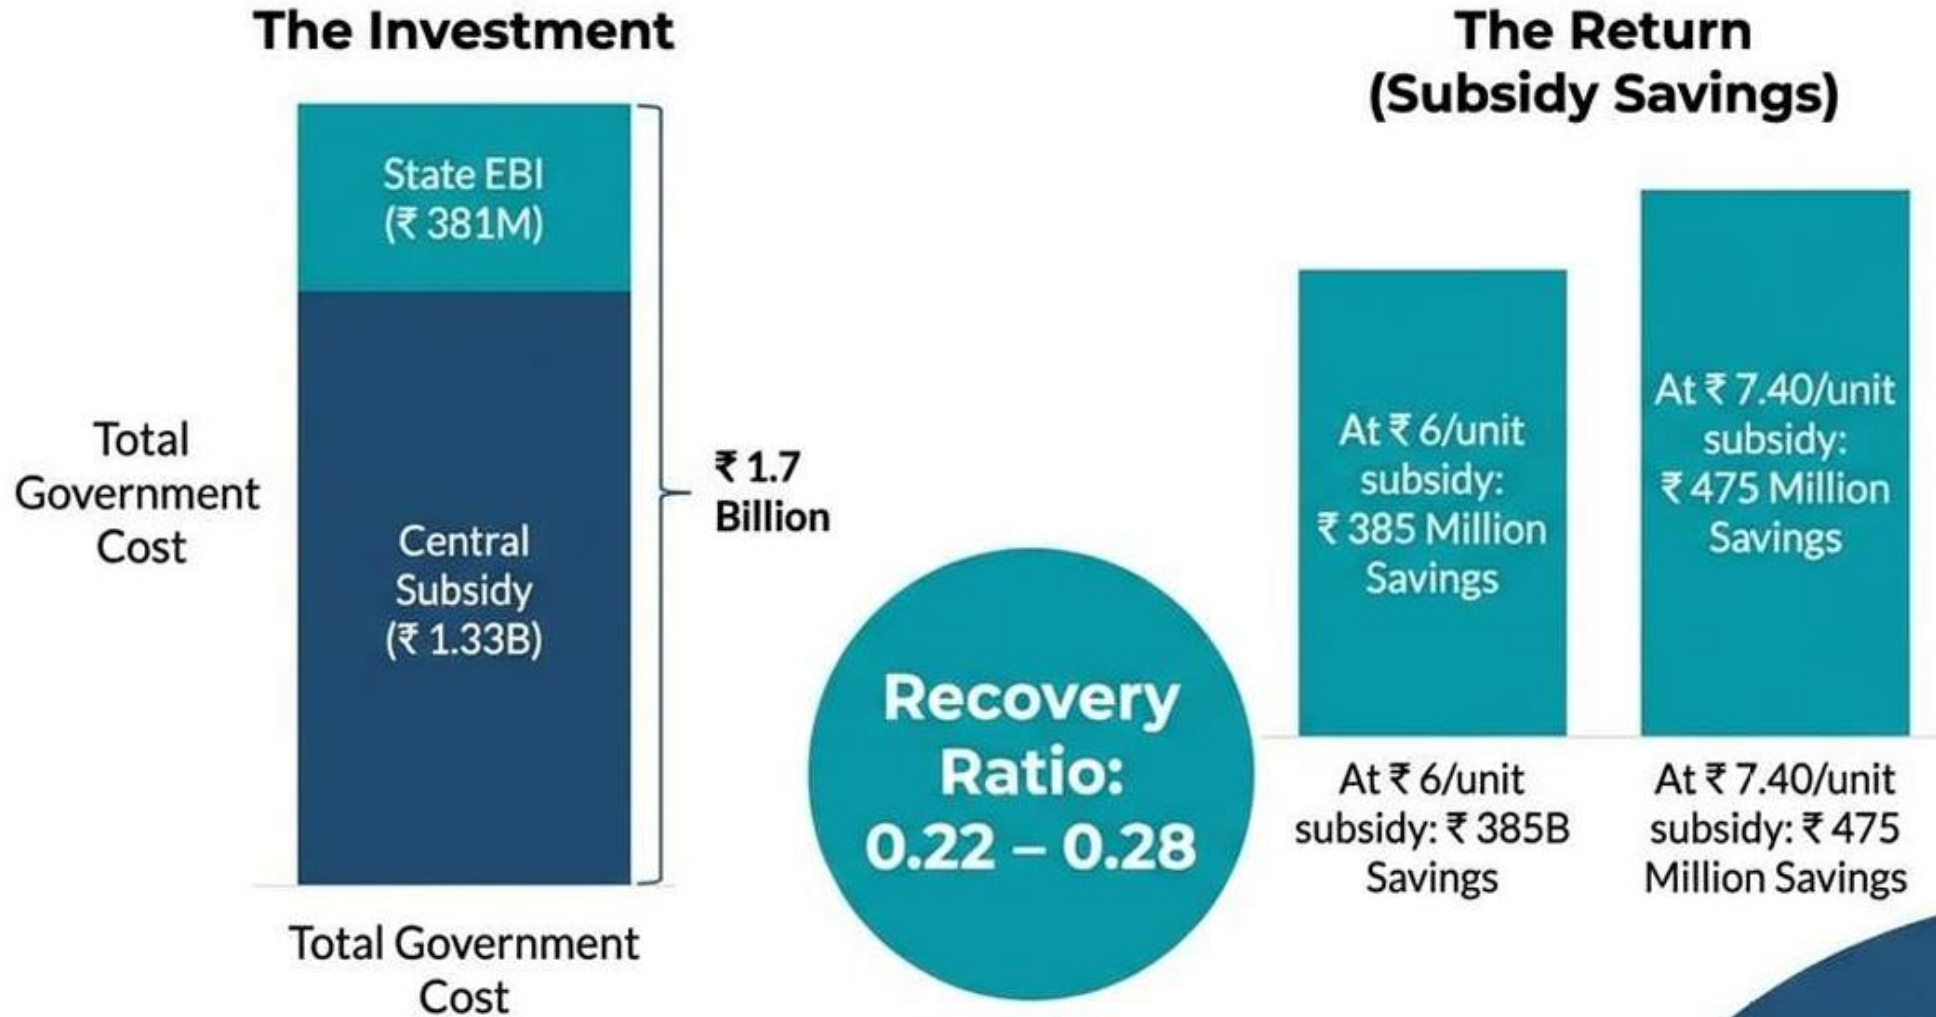 The Investment
State EBI
(₹ 381M)
Total
Government
Cost
Central
Subsidy
(₹ 1.33B)
₹ 1.7
Billion
Total Government
Cost
Recovery
Ratio:
0.22 – 0.28
The Return
(Subsidy Savings)
At ₹ 6/unit
subsidy:
₹ 385 Million
Savings
At ₹ 7.40/unit
subsidy:
₹ 475 Million
Savings
At ₹ 6/unit
subsidy: ₹ 385B
Savings
At ₹ 7.40/unit
subsidy: ₹ 475
Million Savings